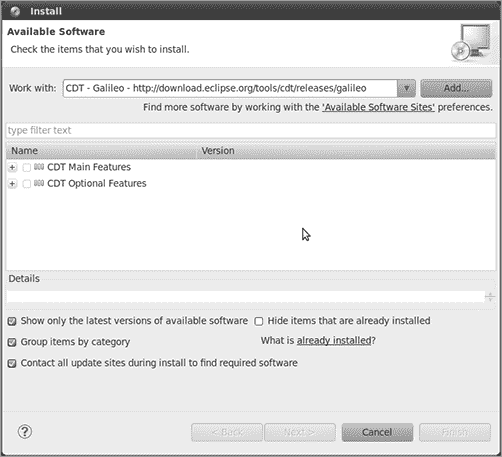 Install
Available Software
Check the items that you wish to install.
Work with: CDT - Galileo - http://download.eclipse.org/tools/cdt/releases/galileo Add...
Find more software by working with the 'Available Software Sites' preferences.
type filter text
Name Version
CDT Main Features
CDT Optional Features
Details
Show only the latest versions of available software Hide items that are already installed
Group items by category What is already installed?
Contact all update sites during install to find required software
? < Back Next > Cancel Finish